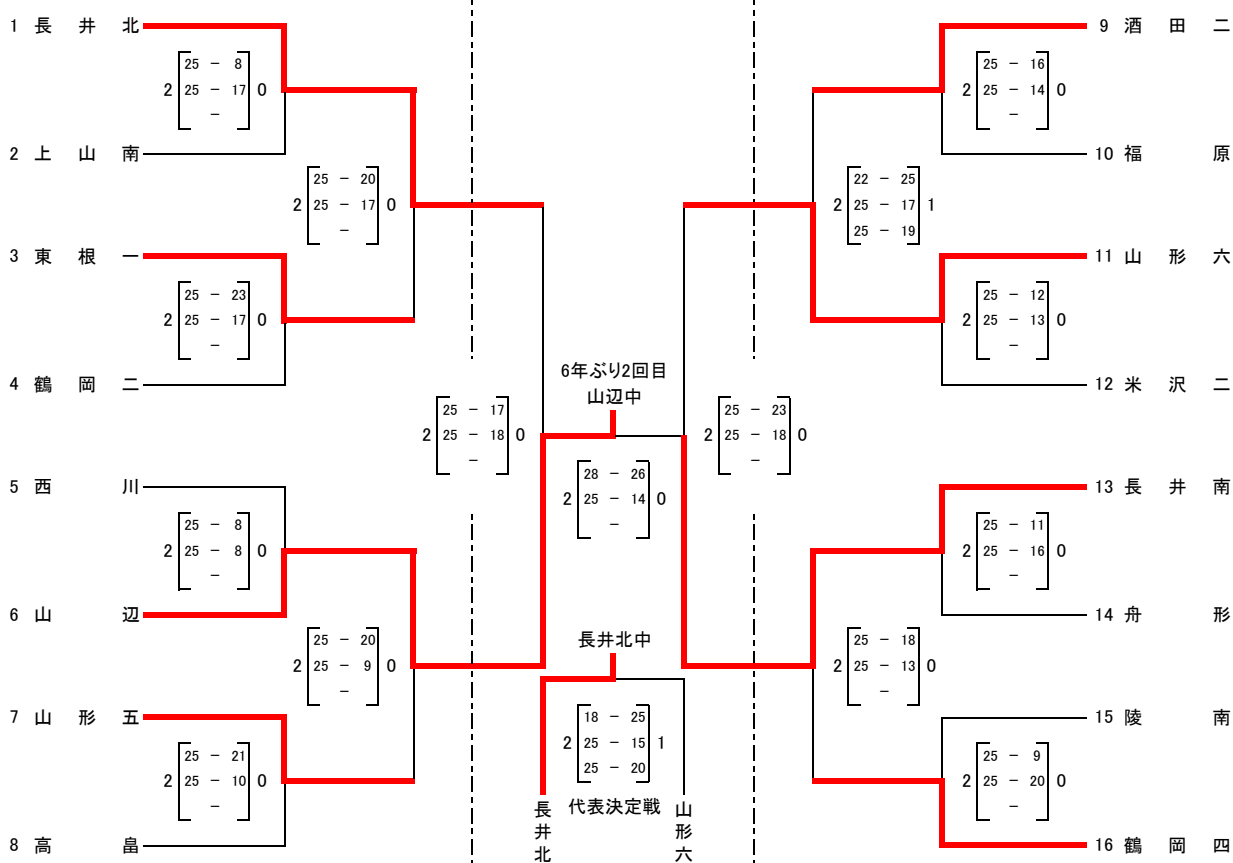 1 長井北
25 - 8
2 25 - 17 0
-
2 上山南
25 - 20
2 25 - 17 0
-
3 東根一
25 - 23
2 25 - 17 0
-
4 鶴岡二
25 - 17
2 25 - 18 0
-
5 西川
25 - 8
2 25 - 8 0
-
6 山辺
25 - 20
2 25 - 9 0
-
7 山形五
25 - 21
2 25 - 10 0
-
8 高畠
6年ぶり2回目
山辺中
28 - 26
2 25 - 14 0
-
長井北中
18 - 25
2 25 - 15 1
25 - 20
代表決定戦
長井北
山形六
9 酒田二
25 - 16
2 25 - 14 0
-
10 福原
22 - 25
2 25 - 17 1
25 - 19
11 山形六
25 - 12
2 25 - 13 0
-
12 米沢二
25 - 23
2 25 - 18 0
-
13 長井南
25 - 11
2 25 - 16 0
-
14 舟形
25 - 18
2 25 - 13 0
-
15 陵南
25 - 9
2 25 - 20 0
-
16 鶴岡四